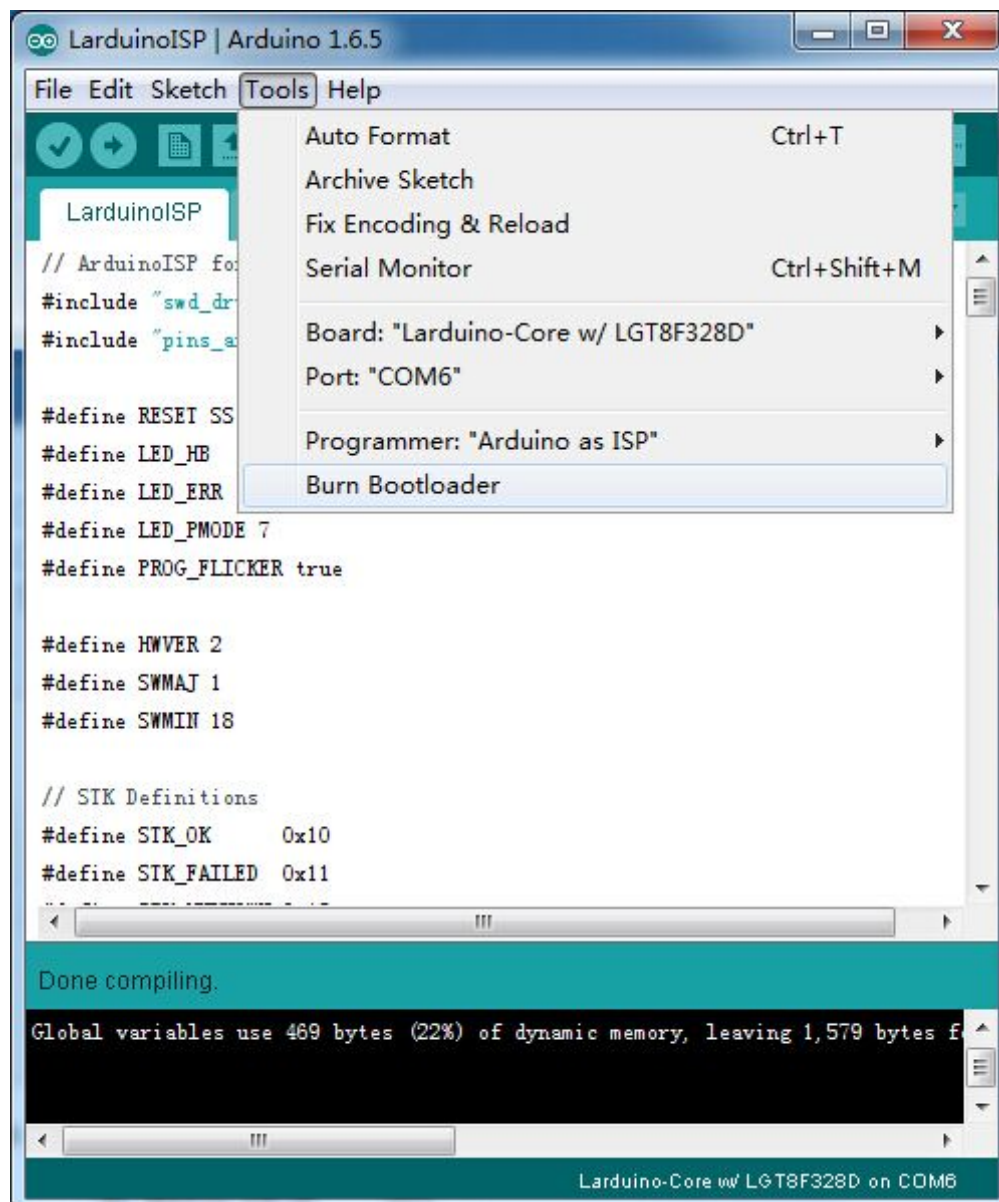 LarduinoISP | Arduino 1.6.5
File Edit Sketch Tools Help
Auto Format Ctrl+T
Archive Sketch
Fix Encoding & Reload
Serial Monitor Ctrl+Shift+M
Board: "Larduino-Core w/ LGT8F328D"
Port: "COM6"
Programmer: "Arduino as ISP"
Burn Bootloader
LarduinoISP
// ArduinoISP fo
#include "swd_dr
#include "pins_a
#define RESET SS
#define LED_HB
#define LED_ERR
#define LED_PMODE 7
#define PROG_FLICKER true
#define HWVER 2
#define SWMAJ 1
#define SWMIN 18
// STK Definitions
#define STK_OK 0x10
#define STK_FAILED 0x11
Done compiling.
Global variables use 469 bytes (22%) of dynamic memory, leaving 1,579 bytes f
Larduino-Core w/ LGT8F328D on COM6